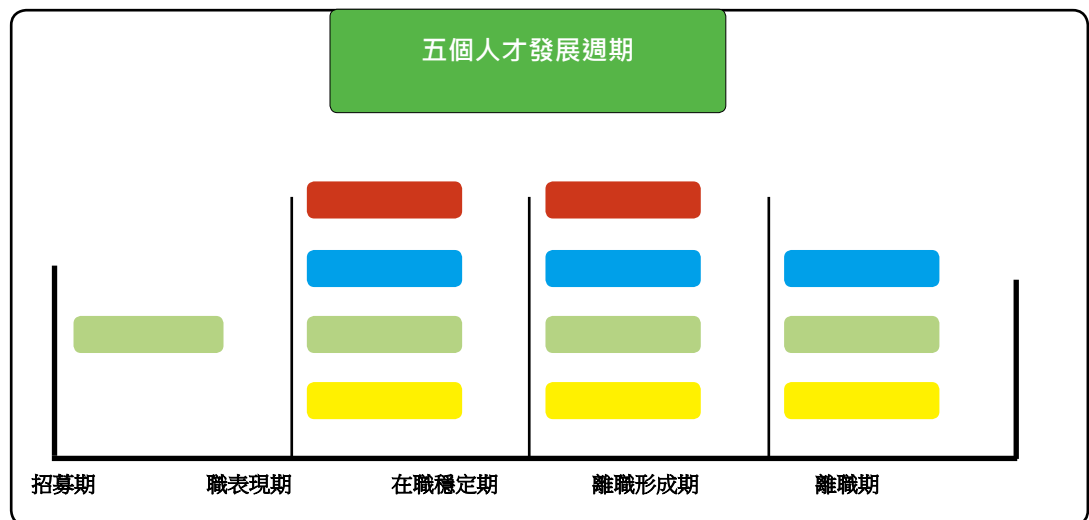 五個人才發展週期
招募期
職表現期
在職穩定期
離職形成期
離職期